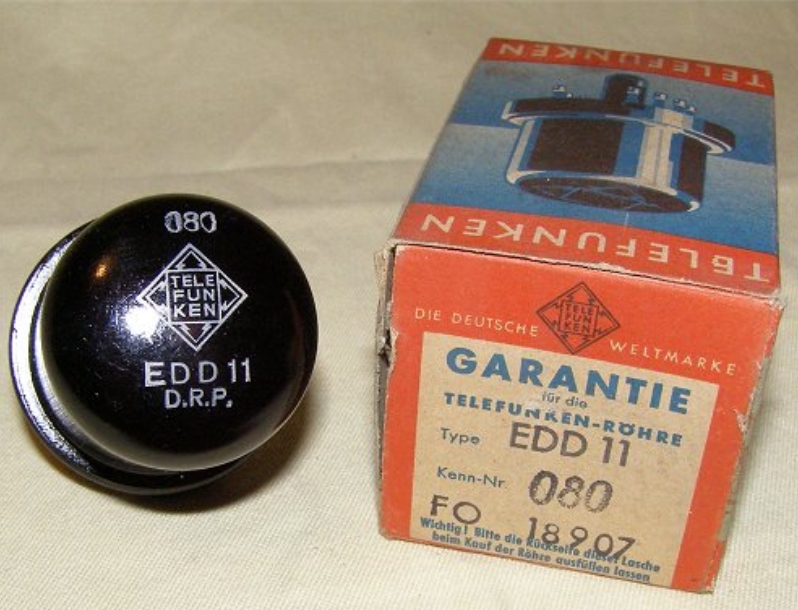 080
TELE
FUN
KEN
EDD 11
D.R.P.
TELEFUNKEN
TELEFUNKEN
DIE DEUTSCHE
TELE
FUN
KEN
WELTMARKE
GARANTIE
für die
TELEFUNKEN-RÖHRE
Type EDD 11
Kenn-Nr. 080
FO 18907
Wichtig! Bitte die Rückseite dieser Lasche
beim Kauf der Röhre ausfüllen lassen